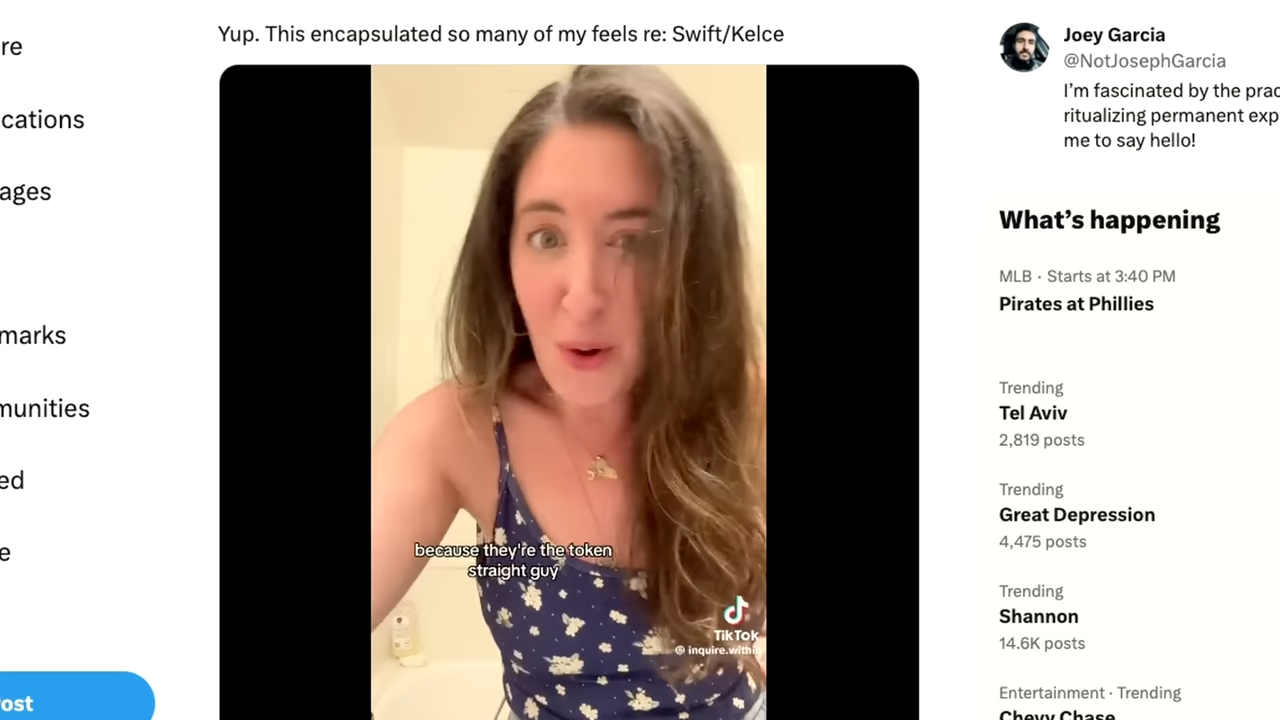 re
cations
ages
marks
munities
ed
e
ost
Yup. This encapsulated so many of my feels re: Swift/Kelce
because they're the token
straight guy
TikTok
inquire.within
Joey Garcia
@NotJosephGarcia
I’m fascinated by the prac
ritualizing permanent exp
me to say hello!
What’s happening
MLB · Starts at 3:40 PM
Pirates at Phillies
Trending
Tel Aviv
2,819 posts
Trending
Great Depression
4,475 posts
Trending
Shannon
14.6K posts
Entertainment · Trending
Chevy Chase